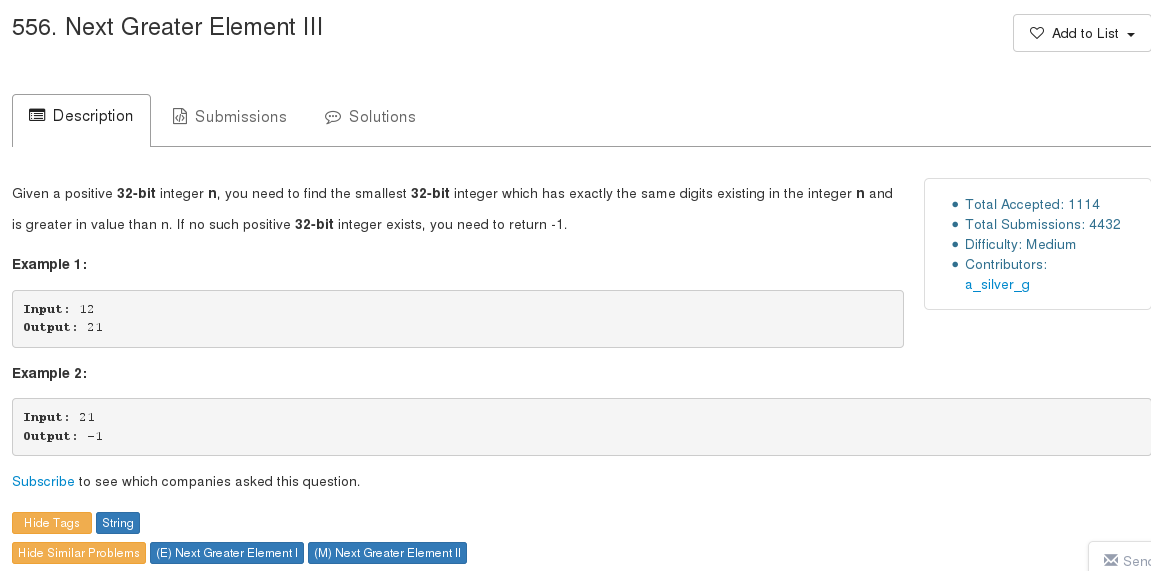 556. Next Greater Element III
Add to List
Description
Submissions
Solutions
Given a positive 32-bit integer n, you need to find the smallest 32-bit integer which has exactly the same digits existing in the integer n and
is greater in value than n. If no such positive 32-bit integer exists, you need to return -1.
Total Accepted: 1114
Total Submissions: 4432
Difficulty: Medium
Contributors:
a_silver_g
Example 1:
Input: 12
Output: 21
Example 2:
Input: 21
Output: -1
Subscribe to see which companies asked this question.
Hide Tags String
Hide Similar Problems (E) Next Greater Element I (M) Next Greater Element II